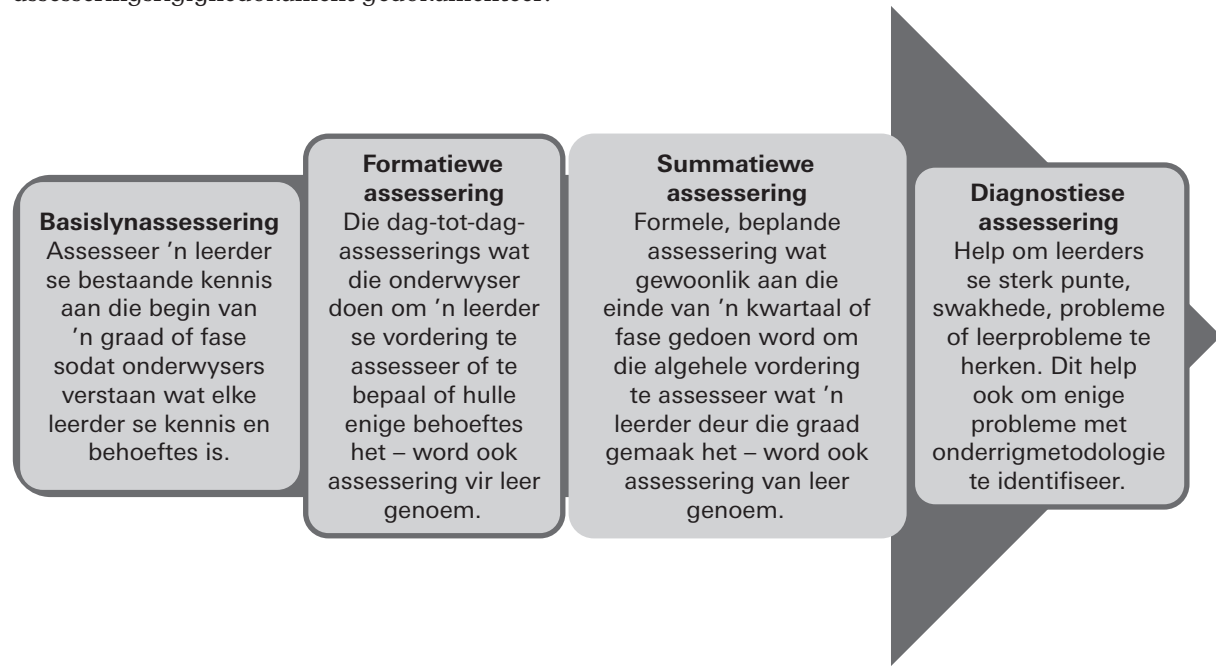 Basislynassessering
Assesseer 'n leerder
se bestaande kennis
aan die begin van
'n graad of fase
sodat onderwysers
verstaan wat elke
leerder se kennis en
behoeftes is.
Formatiewe
assessering
Die dag-tot-dag-
assesserings wat
die onderwyser
doen om 'n leerder
se vordering te
assesseer of te
bepaal of hulle
enige behoeftes
het – word ook
assessering vir leer
genoem.
Summatiewe
assessering
Formele, beplande
assessering wat
gewoonlik aan die
einde van 'n kwartaal of
fase gedoen word om
die algehele vordering
te assesseer wat 'n
leerder deur die graad
gemaak het – word ook
assessering van leer
genoem.
Diagnostiese
assessering
Help om leerders
se sterk punte,
swakhede, probleme
of leerprobleme te
herken. Dit help
ook om enige
probleme met
onderrigmetodologie
te identifiseer.